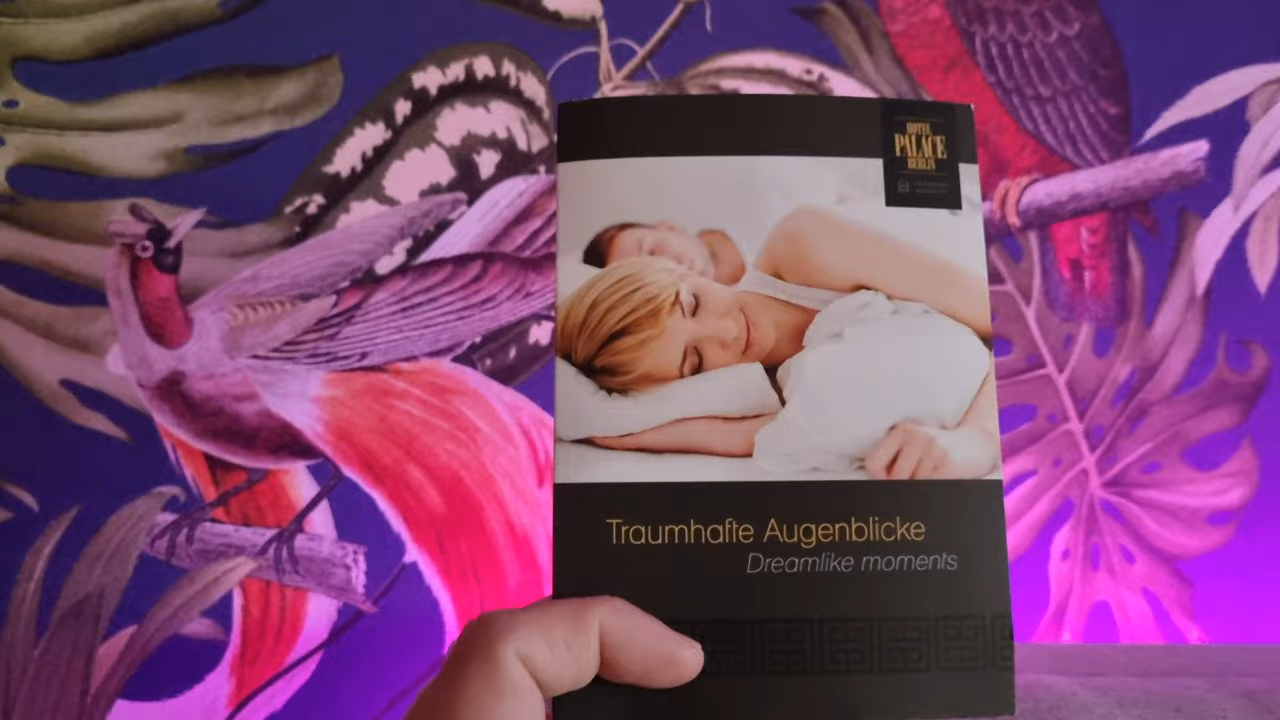 HOTEL
PALACE
BERLIN
Traumhafte Augenblicke
Dreamlike moments